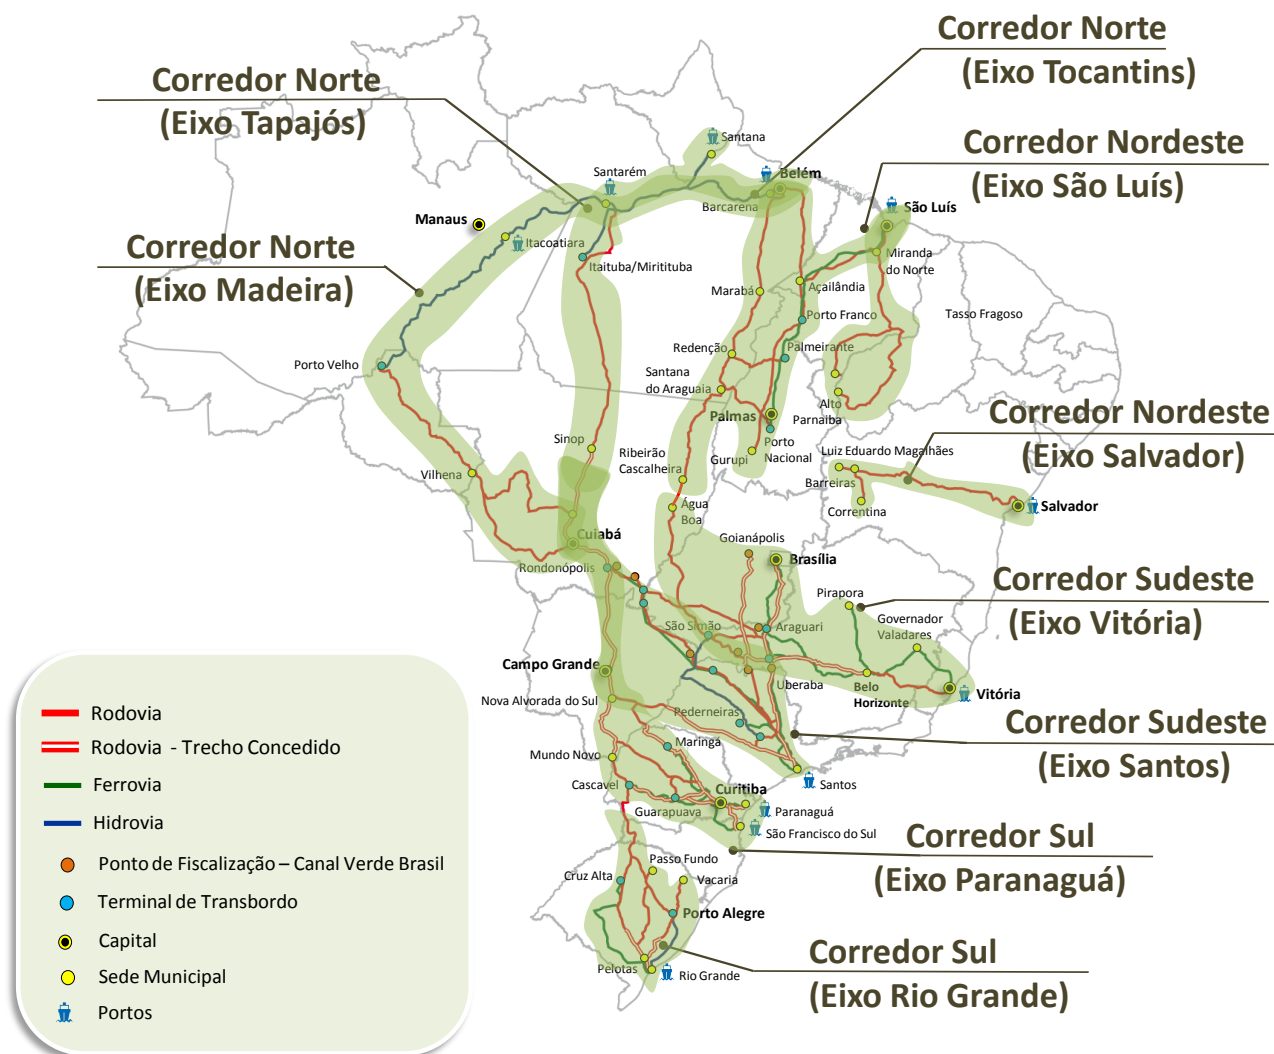 Corredor Norte
(Eixo Tocantins)
Corredor Norte
(Eixo Tapajós)
Corredor Nordeste
(Eixo São Luís)
Corredor Norte
(Eixo Madeira)
Corredor Nordeste
(Eixo Salvador)
Corredor Sudeste
(Eixo Vitória)
Corredor Sudeste
(Eixo Santos)
Corredor Sul
(Eixo Paranaguá)
Corredor Sul
(Eixo Rio Grande)
Santana
Santarém
Belém
Barcarena
São Luís
Manaus
Itacoatiara
Itaituba/Miritituba
Miranda
do Norte
Marabá
Açailândia
Porto Franco
Tasso Fragoso
Redenção
Palmeirante
Porto Velho
Santana
do Araguaia
Palmas
Alto
Parnaiba
Porto
Nacional
Gurupi
Sinop
Ribeirão
Cascalheira
Luiz Eduardo Magalhães
Barreiras
Correntina
Salvador
Vilhena
Água
Boa
Cuiabá
Goianápolis
Brasília
Rondonópolis
Pirapora
Governador
Valadares
São Simão
Araguari
Campo Grande
Uberaba
Belo
Horizonte
Vitória
Nova Alvorada do Sul
Pederneiras
Maringá
Mundo Novo
Cascavel
Santos
Curitiba
Guarapuava
Paranaguá
São Francisco do Sul
Passo Fundo
Cruz Alta
Vacaria
Porto Alegre
Pelotas
Rio Grande
Rodovia
Rodovia - Trecho Concedido
Ferrovia
Hidrovia
Ponto de Fiscalização – Canal Verde Brasil
Terminal de Transbordo
Capital
Sede Municipal
Portos